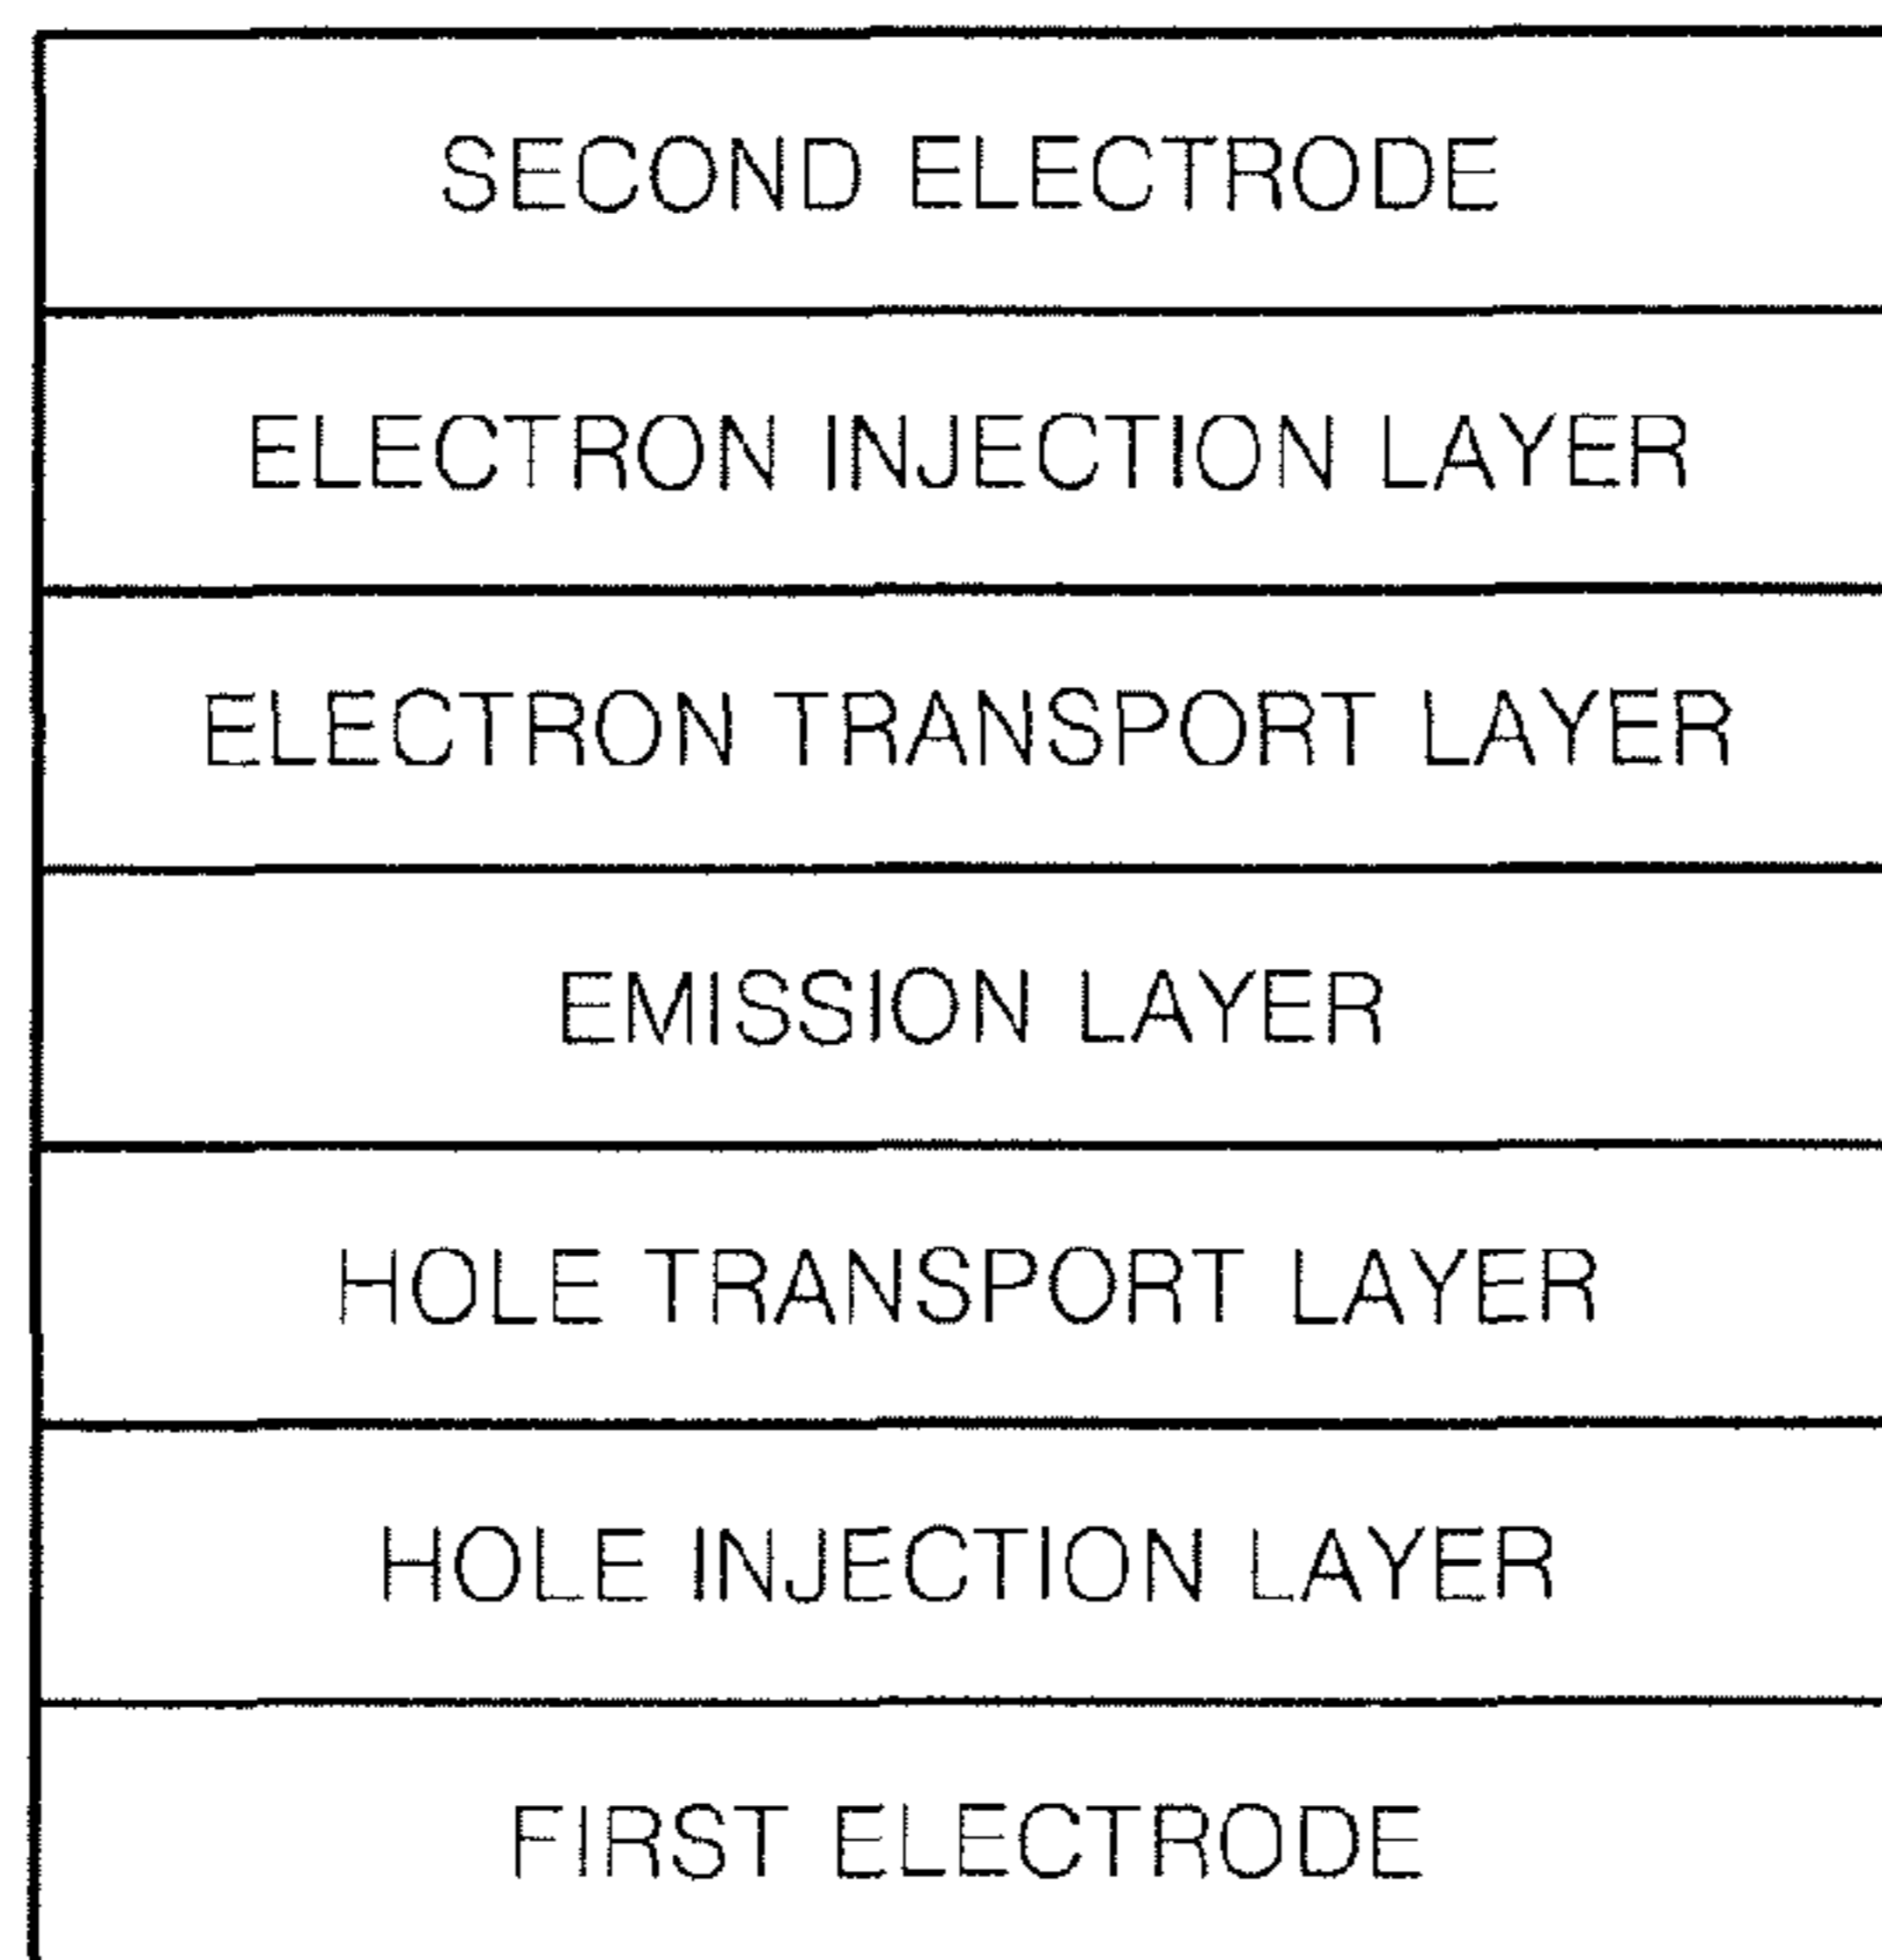 SECOND ELECTRODE
ELECTRON INJECTION LAYER
ELECTRON TRANSPORT LAYER
EMISSION LAYER
HOLE TRANSPORT LAYER
HOLE INJECTION LAYER
FIRST ELECTRODE